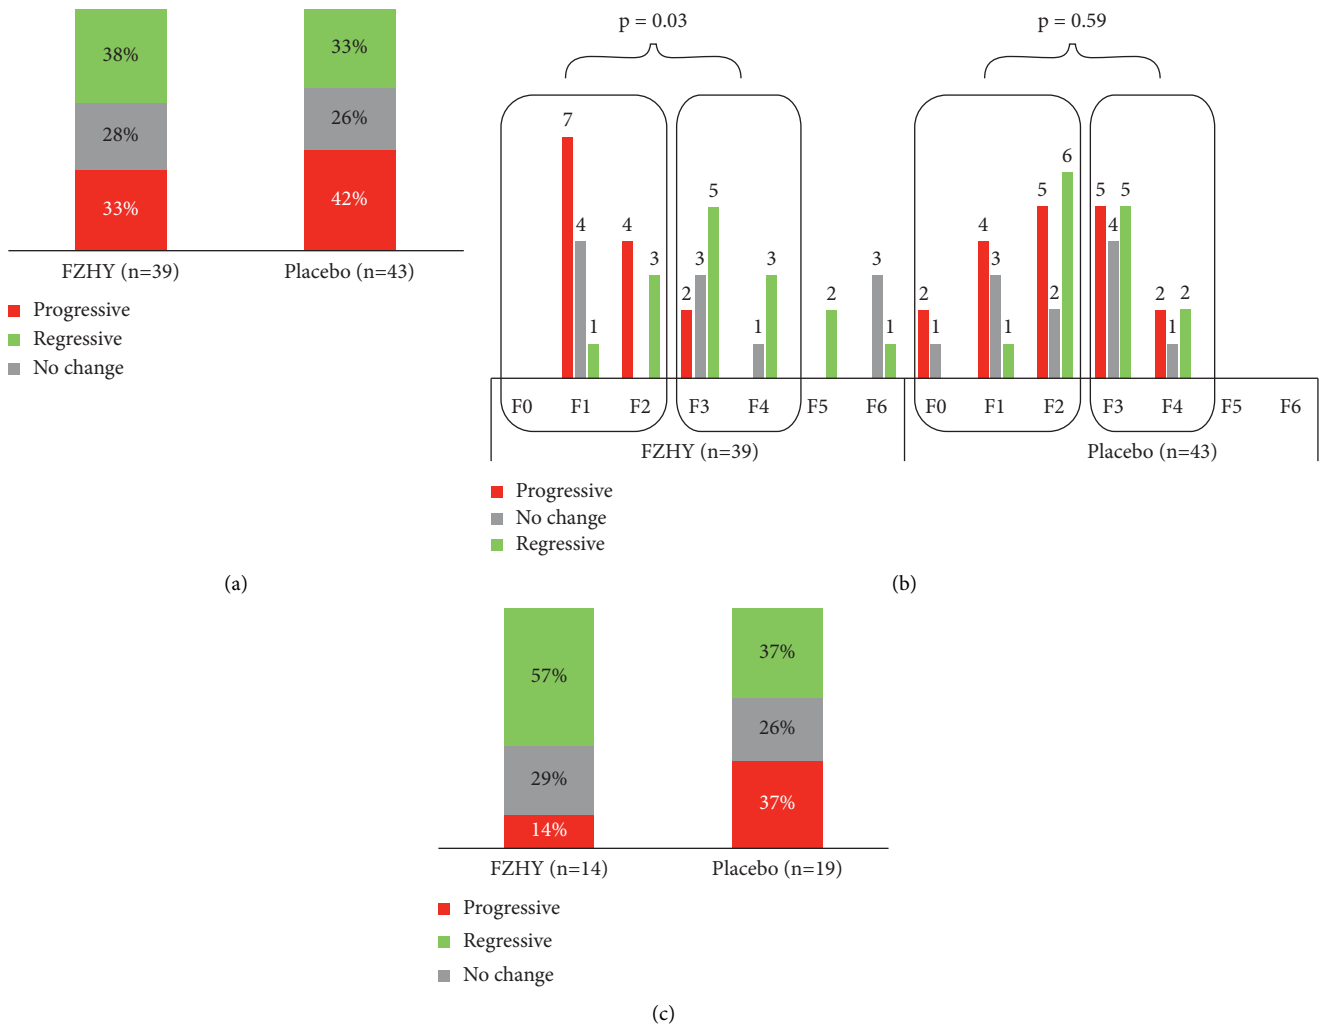 38%
28%
33%
33%
26%
42%
FZHY (n=39)
Placebo (n=43)
Progressive
Regressive
No change
(a)
p = 0.03
p = 0.59
7
4
1
4
3
2
3
5
1
3
2
3
1
2
1
4
3
1
5
2
6
5
4
5
2
1
2
F0 F1 F2 F3 F4 F5 F6 F0 F1 F2 F3 F4 F5 F6
FZHY (n=39)
Placebo (n=43)
Progressive
No change
Regressive
(b)
57%
29%
14%
37%
26%
37%
FZHY (n=14)
Placebo (n=19)
Progressive
Regressive
No change
(c)